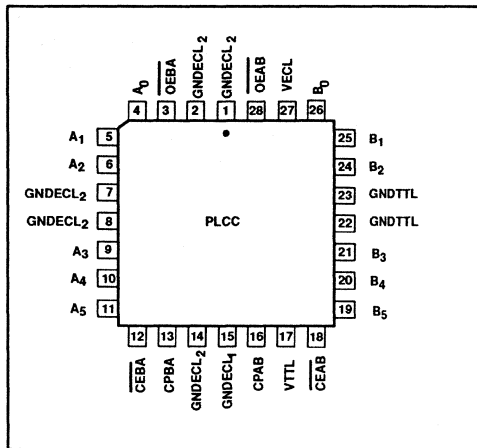 A₀ OEBA GNDECL₂ GNDECL₂ OEAB VECL B₀
4 3 2 1 28 27 26
A₁ 5 25 B₁
A₂ 6 24 B₂
GNDECL₂ 7 23 GNDTTL
GNDECL₂ 8 PLCC 22 GNDTTL
A₃ 9 21 B₃
A₄ 10 20 B₄
A₅ 11 19 B₅
12 13 14 15 16 17 18
CEBA CPBA GNDECL₂ GNDECL₁ CPAB VTTL CEAB